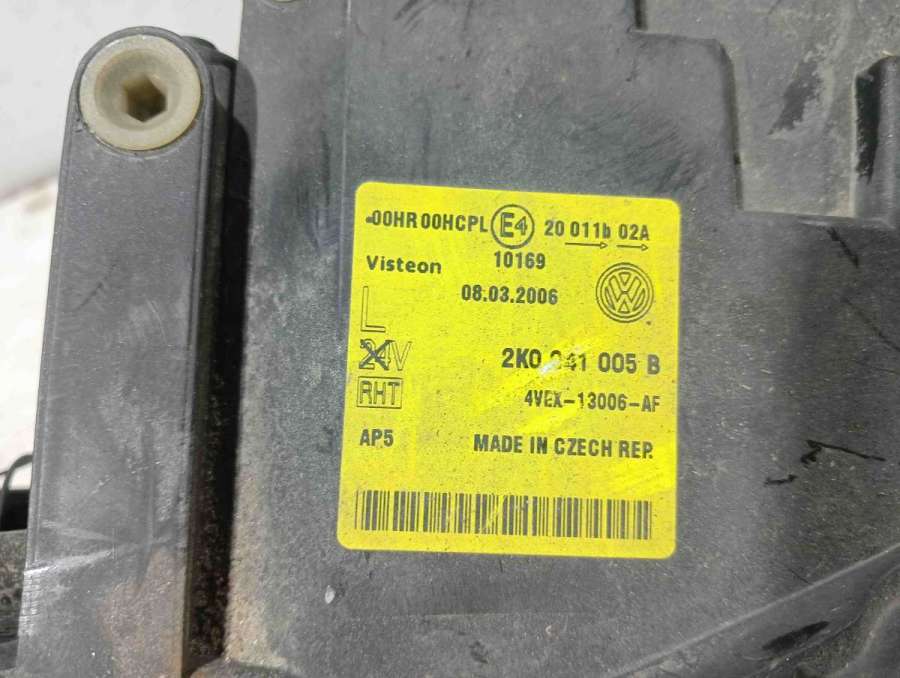 00HR 00HCPL E4 20 011b 02A
10169
Visteon
08.03.2006
L
24V
2K0 941 005 B
RHT
4VEX-13006-AF
AP5
MADE IN CZECH REP.